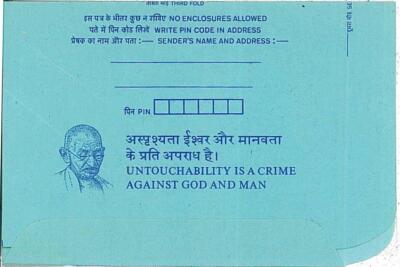 तीसरा मोड़ THIRD FOLD
इस पत्र के भीतर कुछ न रखिए NO ENCLOSURES ALLOWED
पते में पिन कोड लिखें WRITE PIN CODE IN ADDRESS
प्रेषक का नाम और पता :— SENDER'S NAME AND ADDRESS :—
पिन PIN
अस्पृश्यता ईश्वर और मानवता
के प्रति अपराध है।
UNTOUCHABILITY IS A CRIME
AGAINST GOD AND MAN